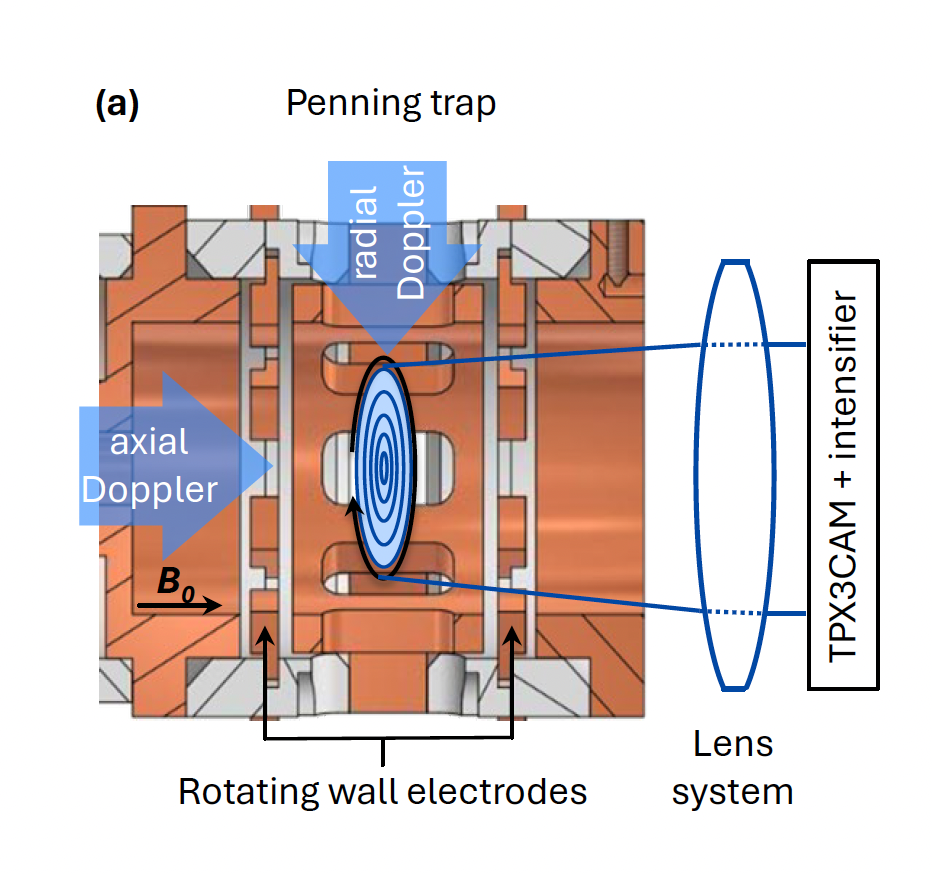 (a)
Penning trap
radial
Doppler
axial
Doppler
B0
TPX3CAM + intensifier
Rotating wall electrodes
Lens
system